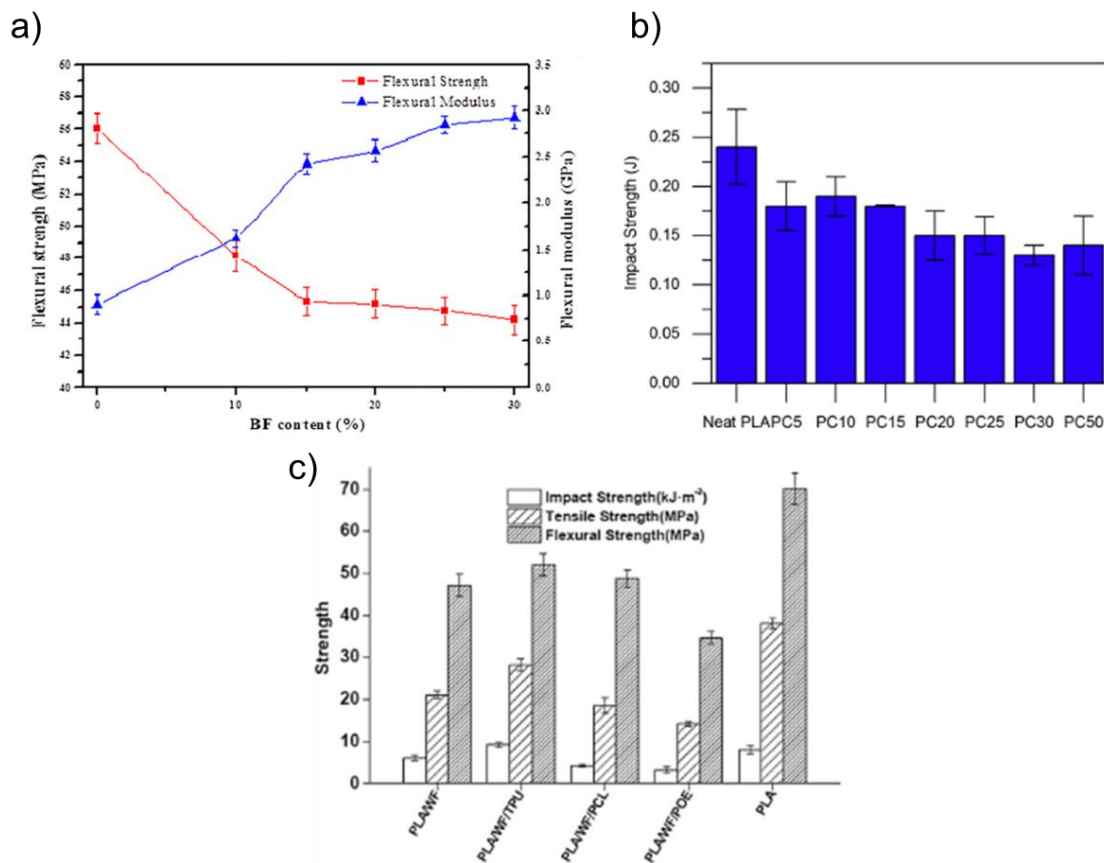 a)
60
58
56
54
52
50
48
46
44
42
40
Flexural strengh (MPa)
Flexural Strengh
Flexural Modulus
3.5
3.0
2.5
2.0
1.5
1.0
0.5
0.0
Flexural modulus (GPa)
0 10 20 30
BF content (%)
b)
0.30
0.25
0.20
0.15
0.10
0.05
0.00
Impact Strength (J)
Neat PLA PC5 PC10 PC15 PC20 PC25 PC30 PC50
c)
70
60
50
40
30
20
10
0
Strength
Impact Strength(kJ·m⁻²)
Tensile Strength(MPa)
Flexural Strength(MPa)
PLA/WF
PLA/WF/TPU
PLA/WF/PCL
PLA/WF/POE
PLA